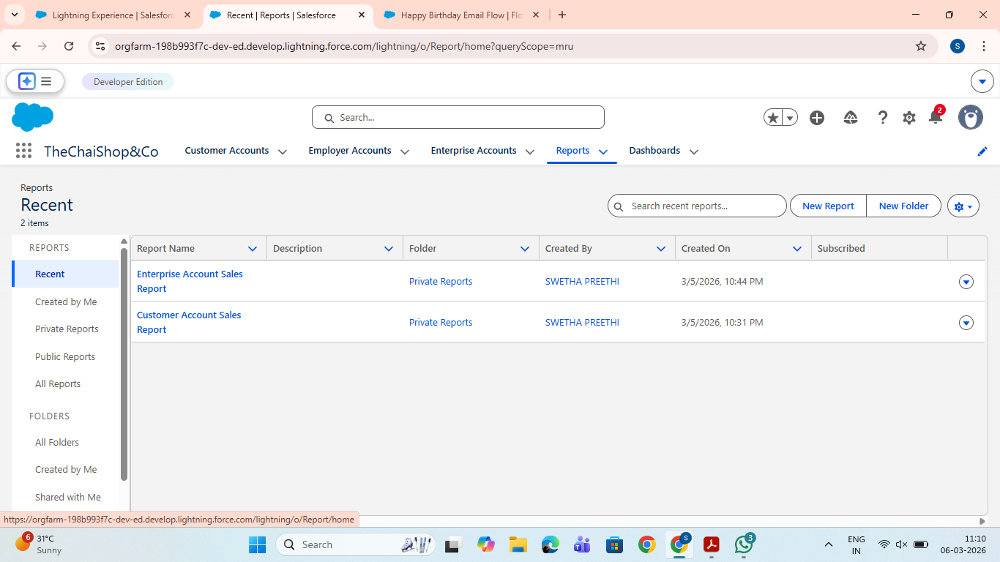 Lightning Experience | Salesforc
Recent | Reports | Salesforce
Happy Birthday Email Flow | Flo
orgfarm-198b993f7c-dev-ed.develop.lightning.force.com/lightning/o/Report/home?queryScope=mru
S
Developer Edition
Search...
2
TheChaiShop&Co
Customer Accounts
Employer Accounts
Enterprise Accounts
Reports
Dashboards
Reports
Recent
2 items
Search recent reports...
New Report
New Folder
REPORTS
Recent
Created by Me
Private Reports
Public Reports
All Reports
FOLDERS
All Folders
Created by Me
Shared with Me
Report Name
Description
Folder
Created By
Created On
Subscribed
Enterprise Account Sales
Report
Private Reports
SWETHA PREETHI
3/5/2026, 10:44 PM
Customer Account Sales
Report
Private Reports
SWETHA PREETHI
3/5/2026, 10:31 PM
https://orgfarm-198b993f7c-dev-ed.develop.lightning.force.com/lightning/o/Report/home
6
31°C
Sunny
Search
S
3
ENG
IN
11:10
06-03-2026